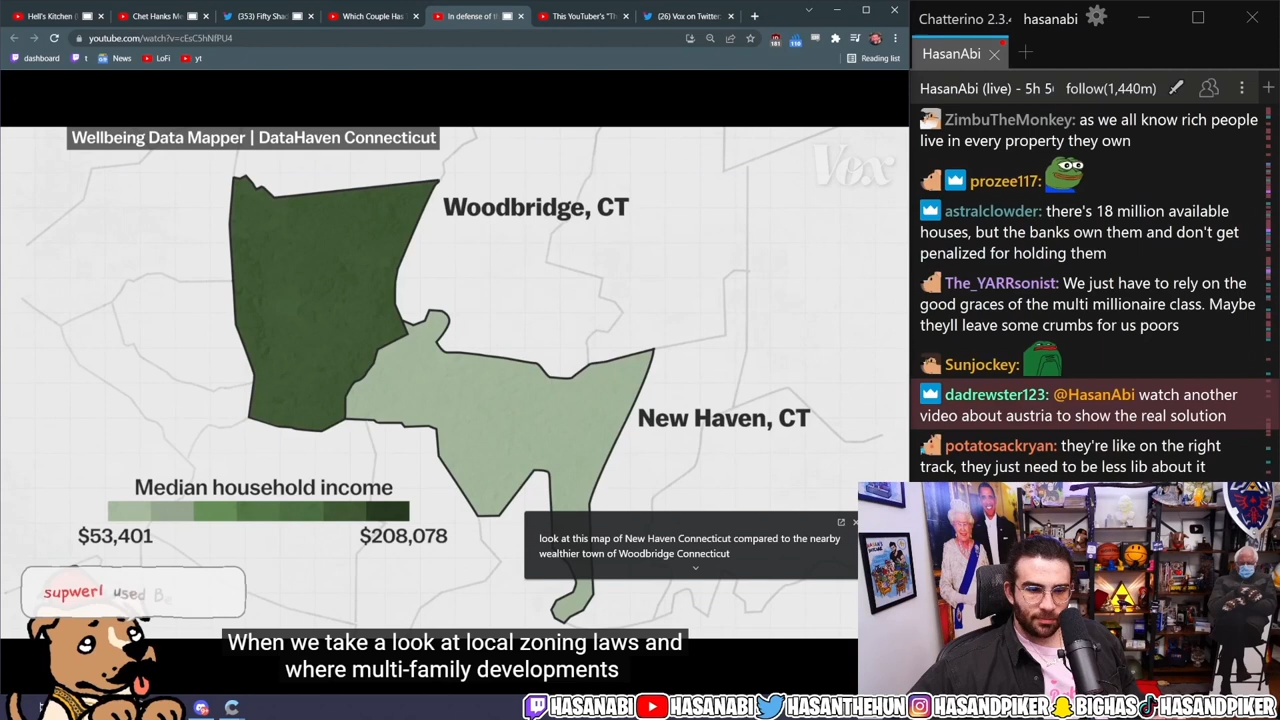 Hell's Kitchen
Chet Hanks M
(353) Fifty Shad
Which Couple Has
In defense of t
This YouTuber's "Th
(26) Vox on Twitter
youtube.com/watch?v=cEsC5hNfPU4
181
110
dashboard
t
News
LoFi
yt
Reading list
Wellbeing Data Mapper | DataHaven Connecticut
Vox
Woodbridge, CT
New Haven, CT
Median household income
$53,401
$208,078
look at this map of New Haven Connecticut compared to the nearby
wealthier town of Woodbridge Connecticut
supwerl used Be
When we take a look at local zoning laws and
where multi-family developments
Chatterino 2.3.
hasanabi
HasanAbi
HasanAbi (live) - 5h 5
follow(1,440m)
ZimbuTheMonkey: as we all know rich people
live in every property they own
prozee117:
astralclowder: there's 18 million available
houses, but the banks own them and don't get
penalized for holding them
The_YARRsonist: We just have to rely on the
good graces of the multi millionaire class. Maybe
theyll leave some crumbs for us poors
Sunjockey:
dadrewster123: @HasanAbi watch another
video about austria to show the real solution
potatosackryan: they're like on the right
track, they just need to be less lib about it
HASANABI
HASANABI
HASANTHEHUN
HASANDPIKER
BIGHAS
HASANDPIKER